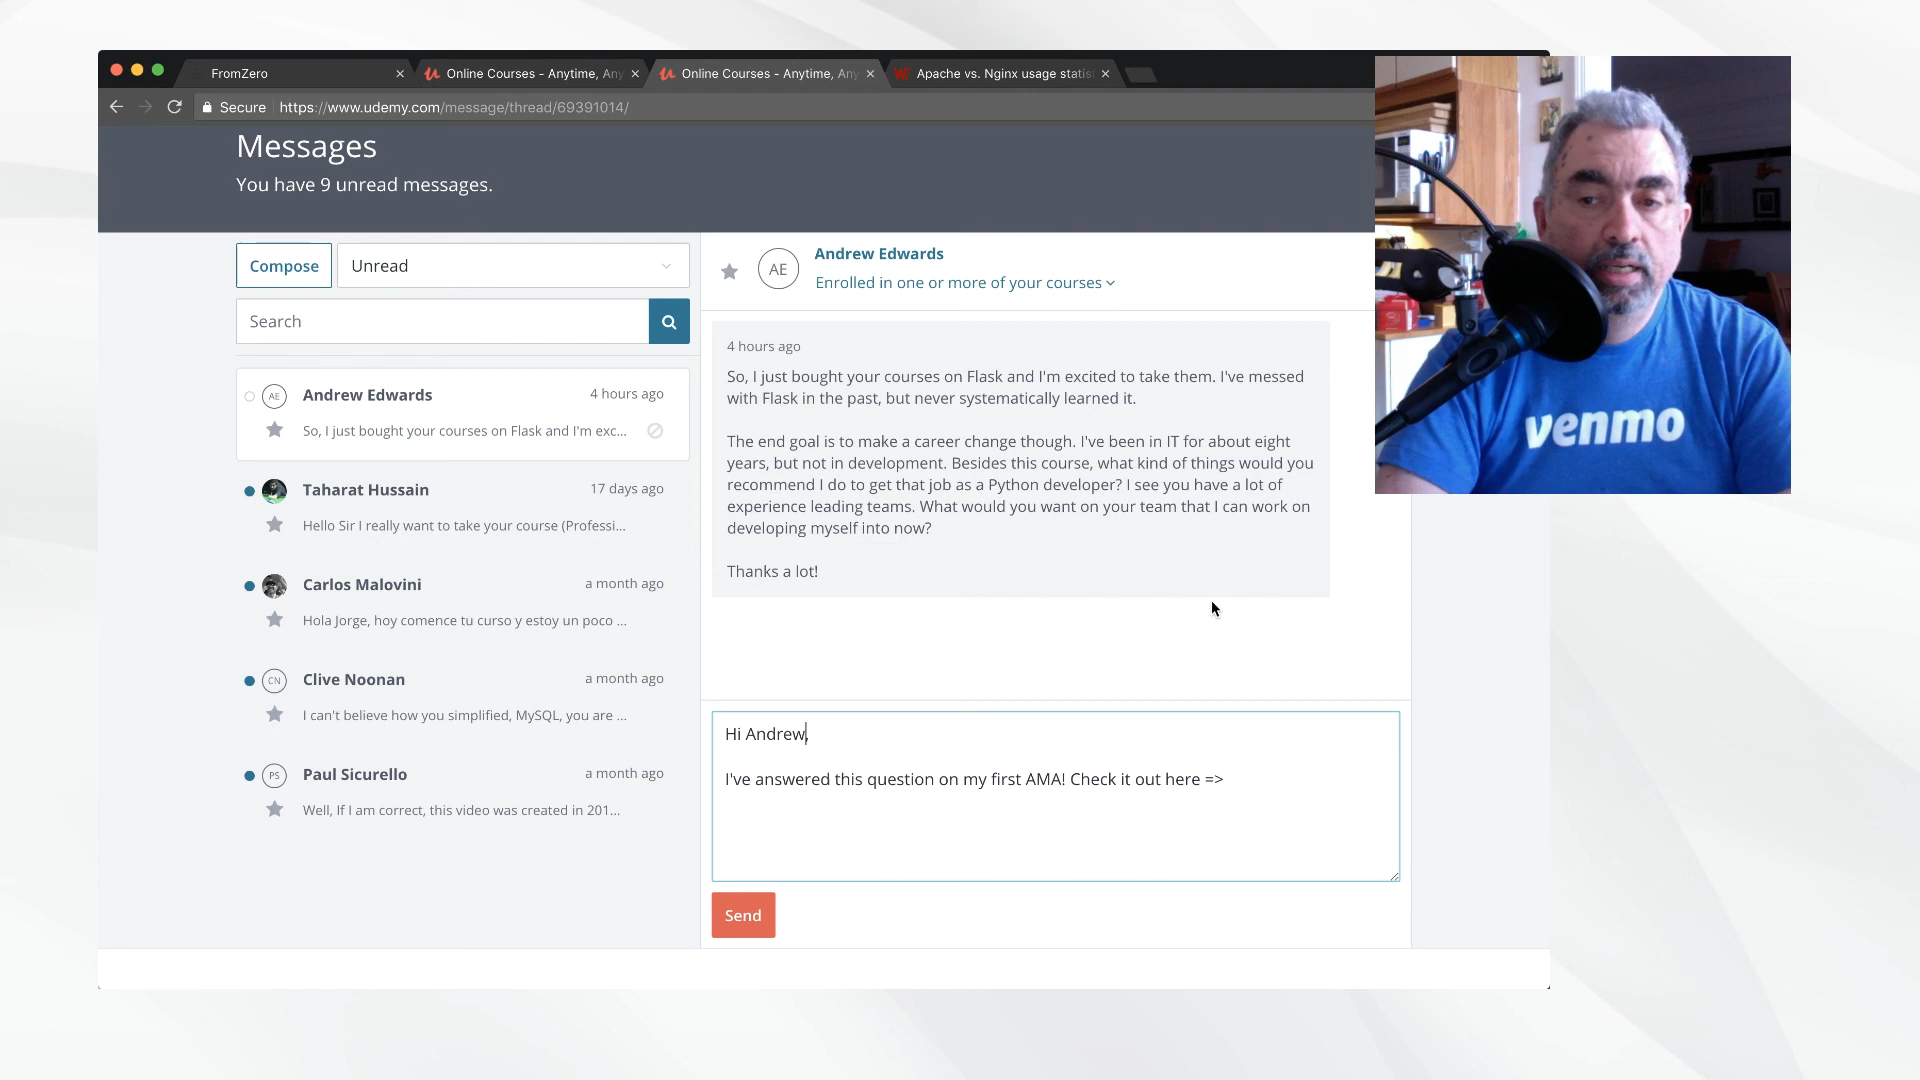 FromZero
Online Courses - Anytime, Any
Online Courses - Anytime, Any
Apache vs. Nginx usage statist
Secure https://www.udemy.com/message/thread/69391014/
Messages
You have 9 unread messages.
Compose
Unread
Search
AE
Andrew Edwards
4 hours ago
So, I just bought your courses on Flask and I'm exc...
Taharat Hussain
17 days ago
Hello Sir I really want to take your course (Professi...
Carlos Malovini
a month ago
Hola Jorge, hoy comence tu curso y estoy un poco ...
CN
Clive Noonan
a month ago
I can't believe how you simplified, MySQL, you are ...
PS
Paul Sicurello
a month ago
Well, If I am correct, this video was created in 201...
AE
Andrew Edwards
Enrolled in one or more of your courses
4 hours ago
So, I just bought your courses on Flask and I'm excited to take them. I've messed
with Flask in the past, but never systematically learned it.
The end goal is to make a career change though. I've been in IT for about eight
years, but not in development. Besides this course, what kind of things would you
recommend I do to get that job as a Python developer? I see you have a lot of
experience leading teams. What would you want on your team that I can work on
developing myself into now?
Thanks a lot!
Hi Andrew,
I've answered this question on my first AMA! Check it out here =>
Send
venmo